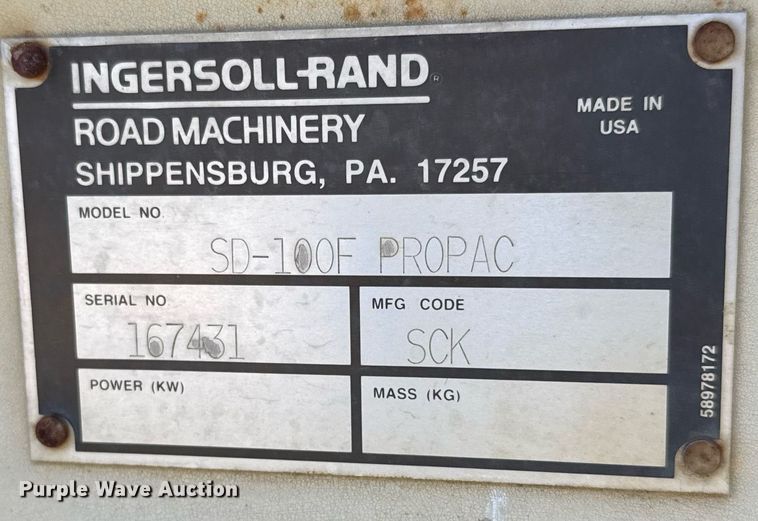 INGERSOLL-RAND®
ROAD MACHINERY
SHIPPENSBURG, PA. 17257
MADE IN
USA
MODEL NO.
SD-100F PROPAC
SERIAL NO.
167431
MFG CODE
SCK
POWER (KW)
MASS (KG)
58978172
Purple Wave Auction